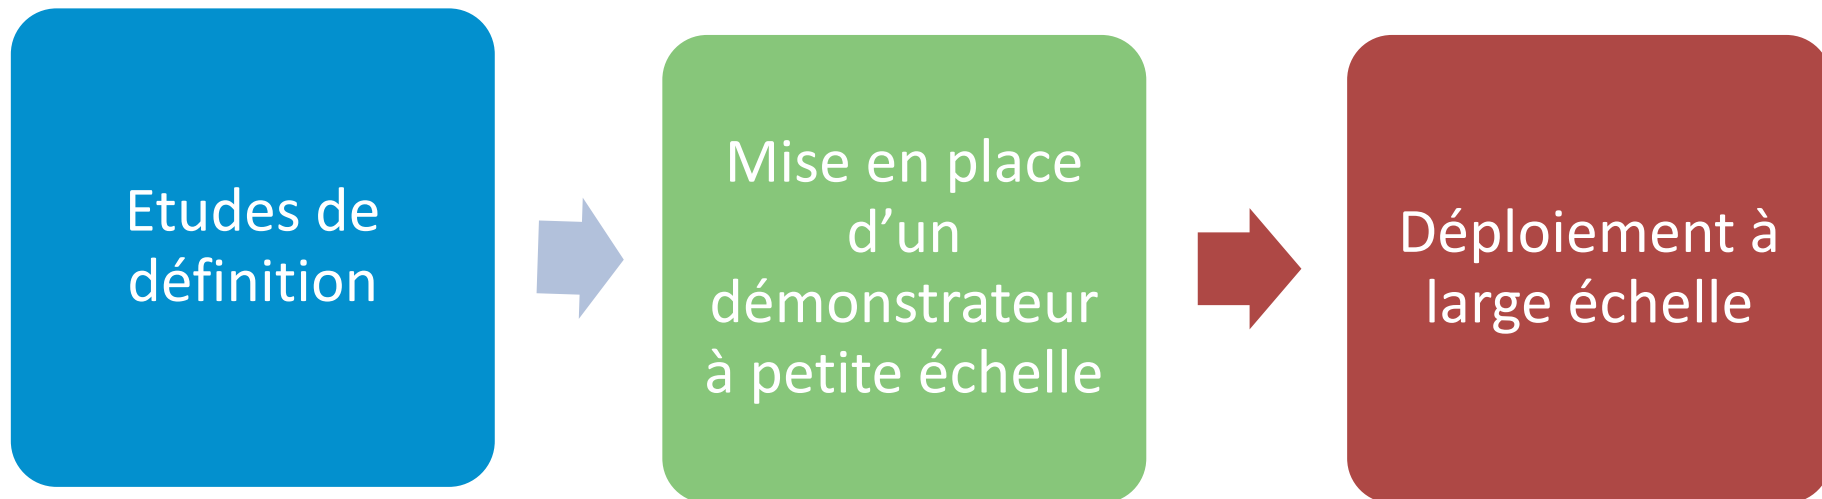 Etudes de
définition
Mise en place
d’un
démonstrateur
à petite échelle
Déploiement à
large échelle